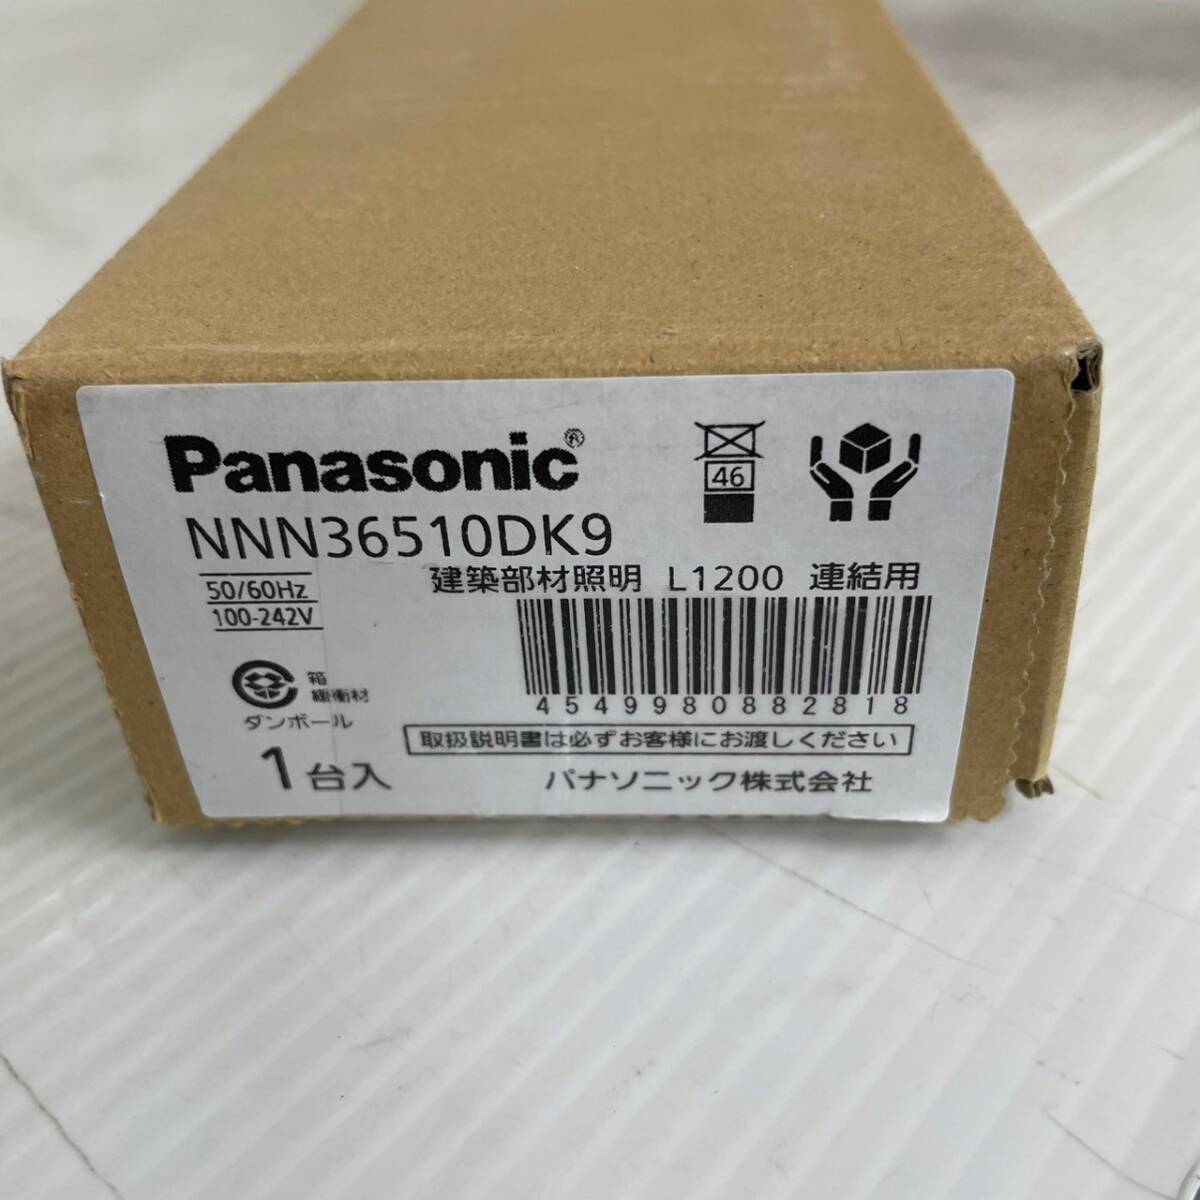 Panasonic®
46
NNN36510DK9
50/60Hz
100-242V
建築部材照明 L1200 連結用
4549980882818
箱
緩衝材
ダンボール
取扱説明書は必ずお客様にお渡しください
1台入
パナソニック株式会社